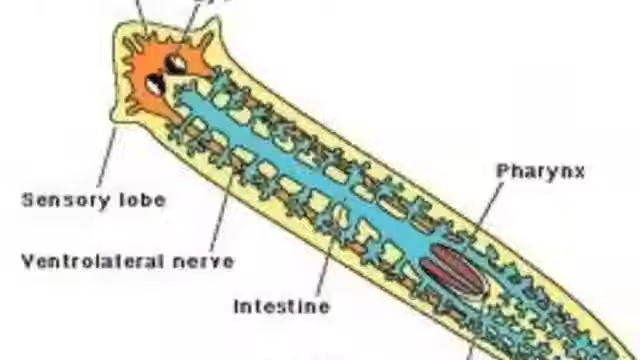 Pharynx
Sensory lobe
Ventrolateral nerve
Intestine